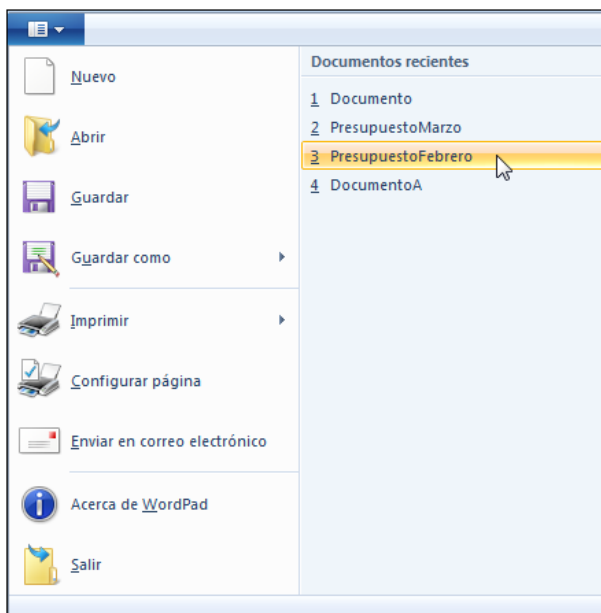 Nuevo
Abrir
Guardar
Guardar como
Imprimir
Configurar página
Enviar en correo electrónico
Acerca de WordPad
Salir
Documentos recientes
1 Documento
2 PresupuestoMarzo
3 PresupuestoFebrero
4 DocumentoA